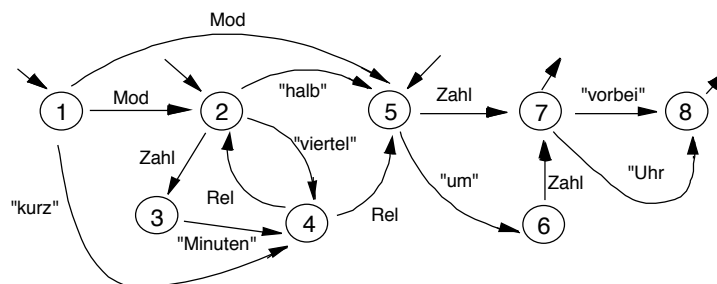 Mod
"halb"
1
Mod
2
5
Zahl
7
"vorbei"
8
"viertel"
Zahl
"um"
"Uhr
Rel
Zahl
"kurz"
3
4
Rel
6
"Minuten"